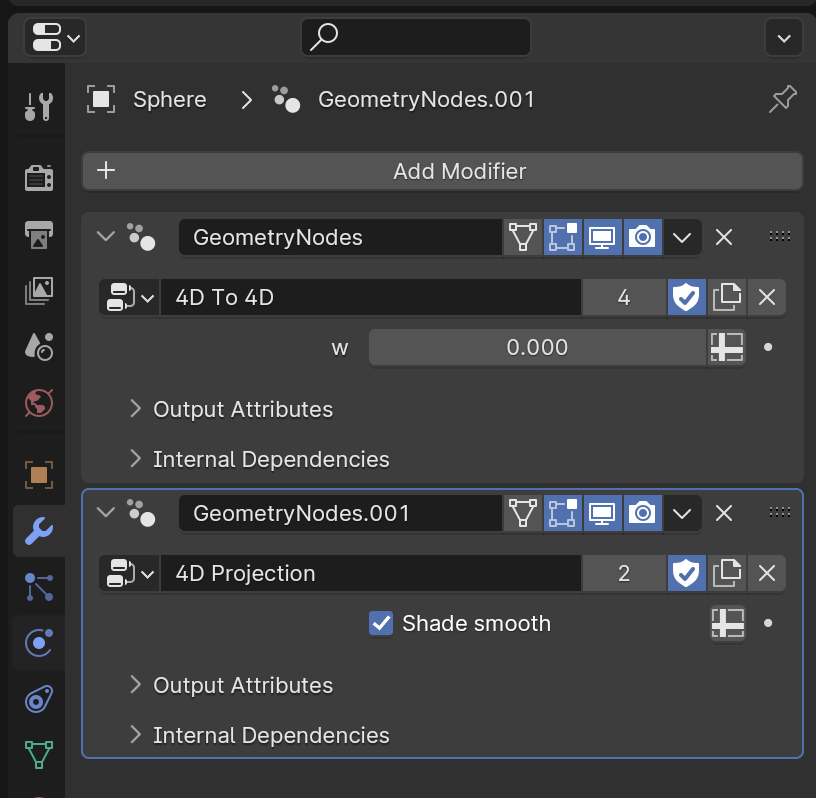 Sphere GeometryNodes.001
Add Modifier
GeometryNodes
4D To 4D 4
w 0.000
Output Attributes
Internal Dependencies
GeometryNodes.001
4D Projection 2
Shade smooth
Output Attributes
Internal Dependencies